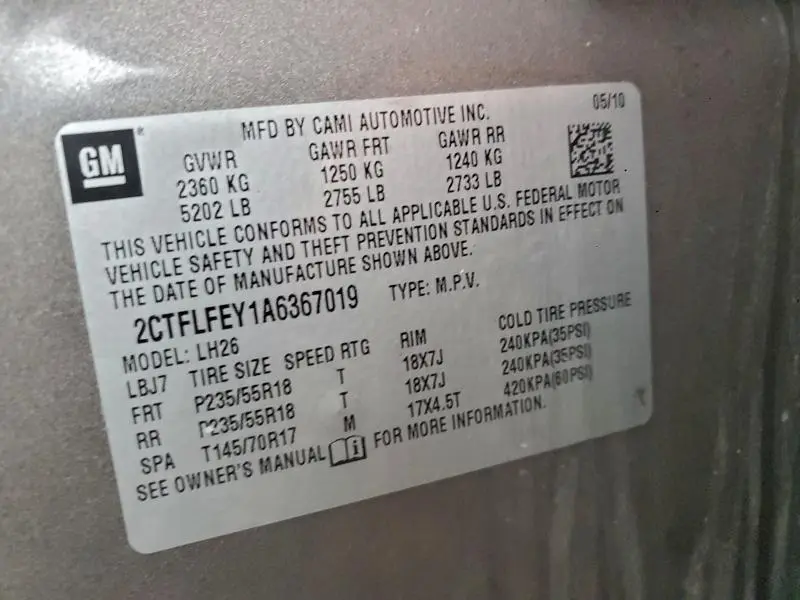 GM
MFD BY CAMI AUTOMOTIVE INC. 05/10
GVWR GAWR FRT GAWR RR
2360 KG 1250 KG 1240 KG
5202 LB 2755 LB 2733 LB
THIS VEHICLE CONFORMS TO ALL APPLICABLE U.S. FEDERAL MOTOR
VEHICLE SAFETY AND THEFT PREVENTION STANDARDS IN EFFECT ON
THE DATE OF MANUFACTURE SHOWN ABOVE.
2CTFLFEY1A6367019 TYPE: M.P.V.
MODEL: LH26
LBJ7 TIRE SIZE SPEED RTG RIM COLD TIRE PRESSURE
FRT P235/55R18 T 18X7J 240KPA(35PSI)
RR P235/55R18 T 18X7J 240KPA(35PSI)
SPA T145/70R17 M 17X4.5T 420KPA(60PSI)
SEE OWNER'S MANUAL FOR MORE INFORMATION.